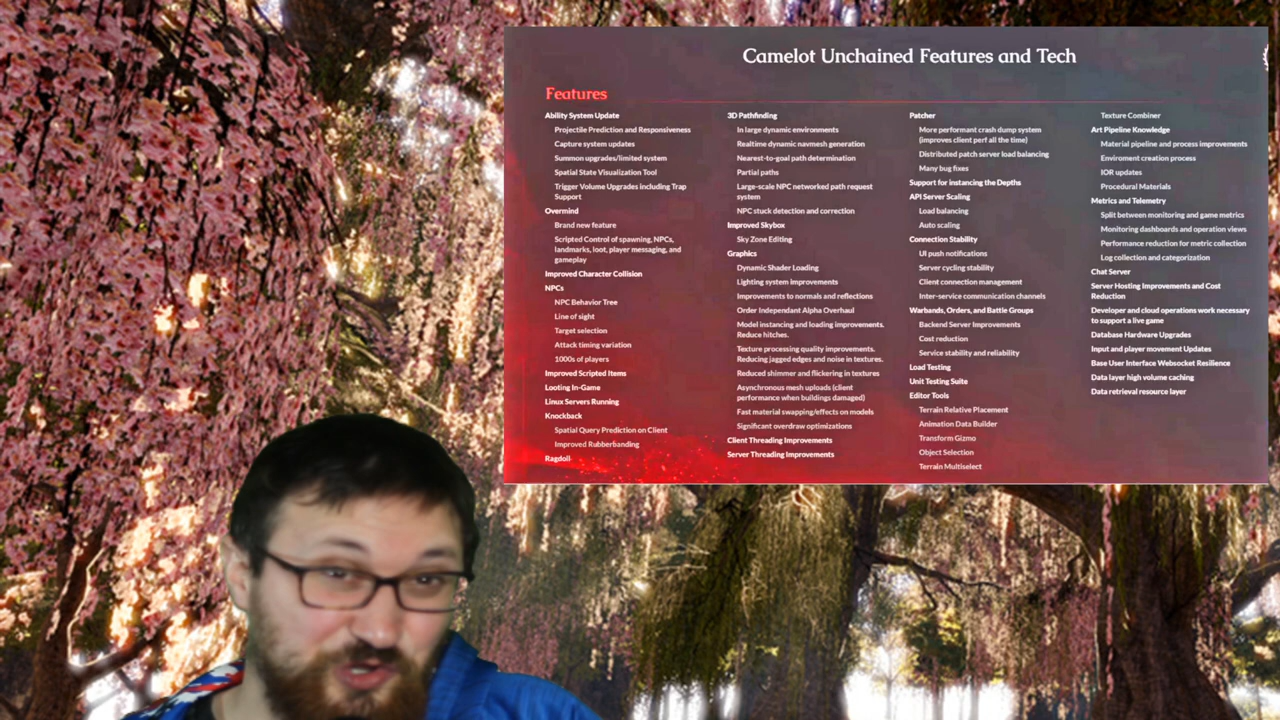 Camelot Unchained Features and Tech
Features
Ability System Update
Projectile Prediction and Responsiveness
Capture system updates
Summon upgrades/limited system
Spatial State Visualization Tool
Trigger Volume Upgrades including Trap
Support
Overmind
Brand new feature
Scripted Control of spawning, NPCs,
landmarks, loot, player messaging, and
gameplay
Improved Character Collision
NPCs
NPC Behavior Tree
Line of sight
Target selection
Attack timing variation
1000s of players
Improved Scripted Items
Looting In-Game
Linux Servers Running
Knockback
Spatial Query Prediction on Client
Improved Rubberbanding
Ragdoll
3D Pathfinding
In large dynamic environments
Realtime dynamic navmesh generation
Nearest-to-goal path determination
Partial paths
Large-scale NPC networked path request
system
NPC stuck detection and correction
Improved Skybox
Sky Zone Editing
Graphics
Dynamic Shader Loading
Lighting system improvements
Improvements to normals and reflections
Order Independant Alpha Overhaul
Model instancing and loading improvements.
Reduce hitches.
Texture processing quality improvements.
Reducing jagged edges and noise in textures.
Reduced shimmer and flickering in textures
Asynchronous mesh uploads (client
performance when buildings damaged)
Fast material swapping/effects on models
Significant overdraw optimizations
Client Threading Improvements
Server Threading Improvements
Patcher
More performant crash dump system
(improves client perf all the time)
Distributed patch server load balancing
Many bug fixes
Support for instancing the Depths
API Server Scaling
Load balancing
Auto scaling
Connection Stability
UI push notifications
Server cycling stability
Client connection management
Inter-service communication channels
Warbands, Orders, and Battle Groups
Backend Server Improvements
Cost reduction
Service stability and reliability
Load Testing
Unit Testing Suite
Editor Tools
Terrain Relative Placement
Animation Data Builder
Transform Gizmo
Object Selection
Terrain Multiselect
Texture Combiner
Art Pipeline Knowledge
Material pipeline and process improvements
Enviroment creation process
IOR updates
Procedural Materials
Metrics and Telemetry
Split between monitoring and game metrics
Monitoring dashboards and operation views
Performance reduction for metric collection
Log collection and categorization
Chat Server
Server Hosting Improvements and Cost
Reduction
Developer and cloud operations work necessary
to support a live game
Database Hardware Upgrades
Input and player movement Updates
Base User Interface Websocket Resilience
Data layer high volume caching
Data retrieval resource layer